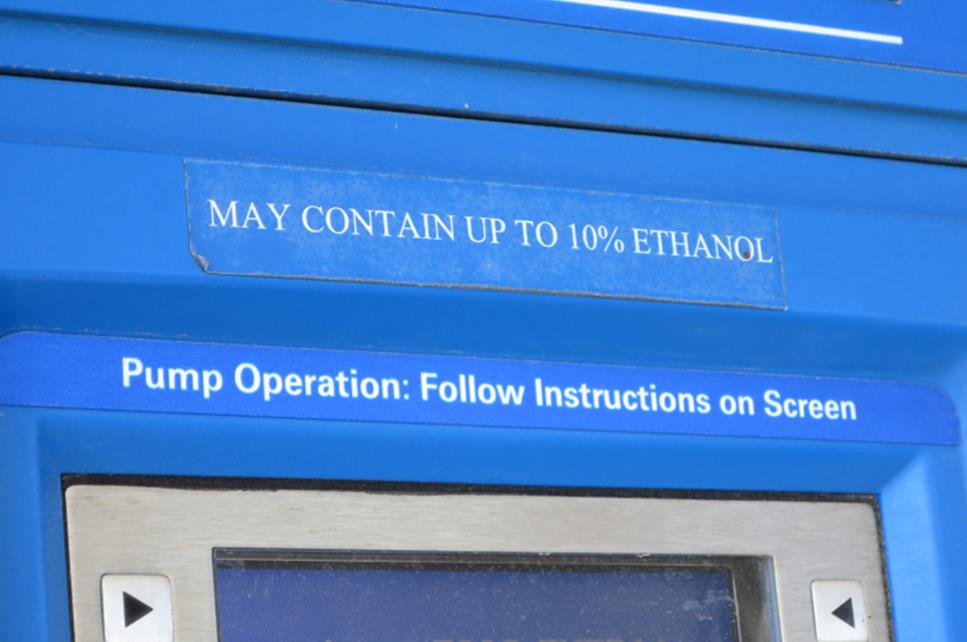 MAY CONTAIN UP TO 10% ETHANOL
Pump Operation: Follow Instructions on Screen